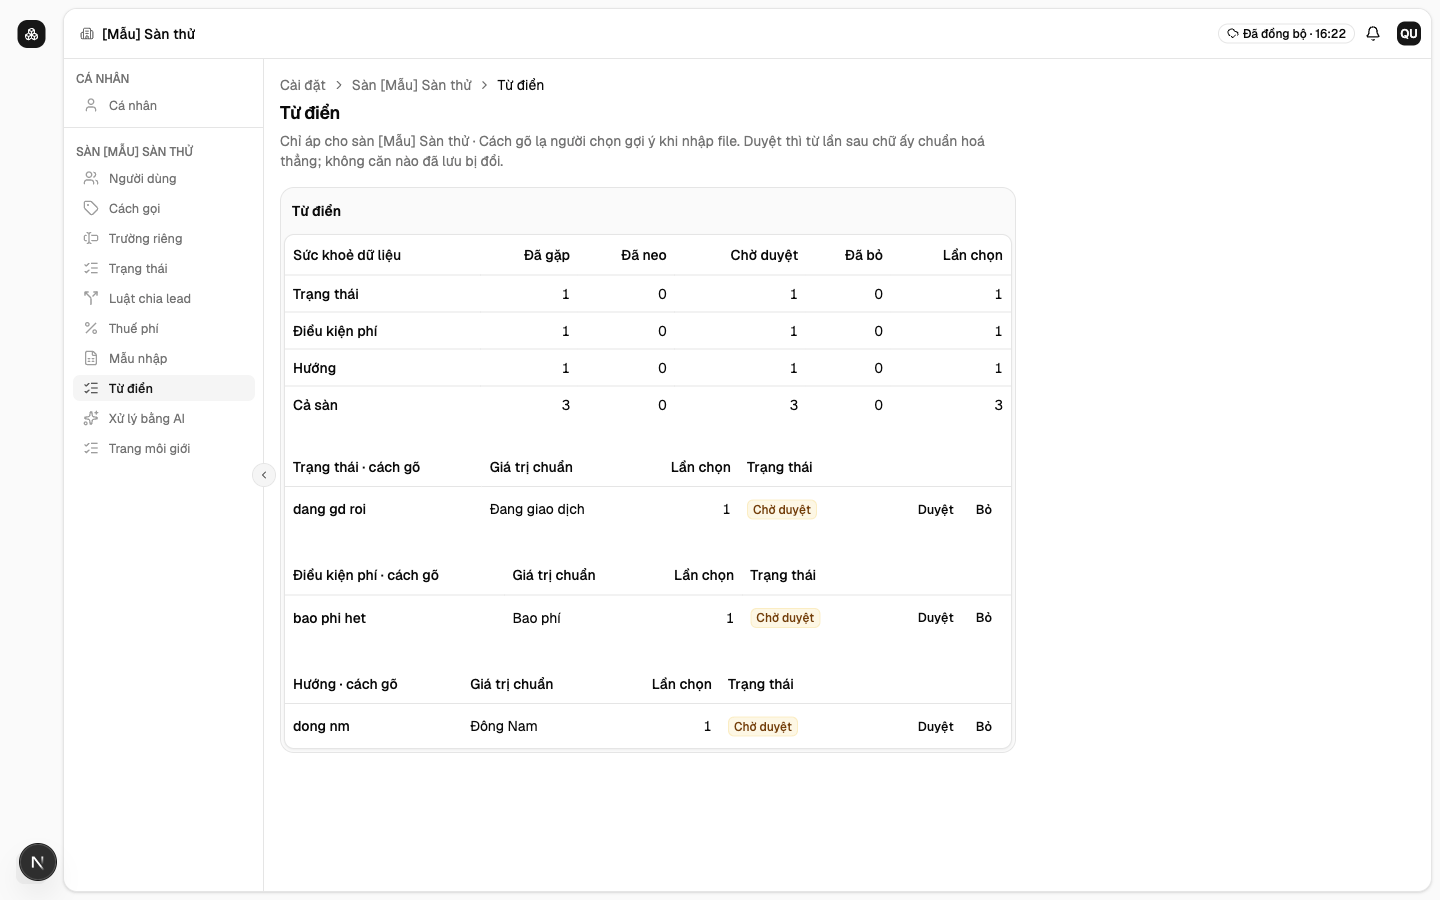 [Mẫu] Sàn thử
Đã đồng bộ · 16:22
QU
CÁ NHÂN
Cá nhân
SÀN [MẪU] SÀN THỬ
Người dùng
Cách gọi
Trường riêng
Trạng thái
Luật chia lead
Thuế phí
Mẫu nhập
Từ điển
Xử lý bằng AI
Trang môi giới
Cài đặt > Sàn [Mẫu] Sàn thử > Từ điển
Từ điển
Chỉ áp cho sàn [Mẫu] Sàn thử · Cách gõ lạ người chọn gợi ý khi nhập file. Duyệt thì từ lần sau chữ ấy chuẩn hoá
thẳng; không căn nào đã lưu bị đổi.
Từ điển
Sức khoẻ dữ liệu Đã gặp Đã neo Chờ duyệt Đã bỏ Lần chọn
Trạng thái 1 0 1 0 1
Điều kiện phí 1 0 1 0 1
Hướng 1 0 1 0 1
Cả sàn 3 0 3 0 3
Trạng thái · cách gõ Giá trị chuẩn Lần chọn Trạng thái
dang gd roi Đang giao dịch 1 Chờ duyệt Duyệt Bỏ
Điều kiện phí · cách gõ Giá trị chuẩn Lần chọn Trạng thái
bao phi het Bao phí 1 Chờ duyệt Duyệt Bỏ
Hướng · cách gõ Giá trị chuẩn Lần chọn Trạng thái
dong nm Đông Nam 1 Chờ duyệt Duyệt Bỏ
N